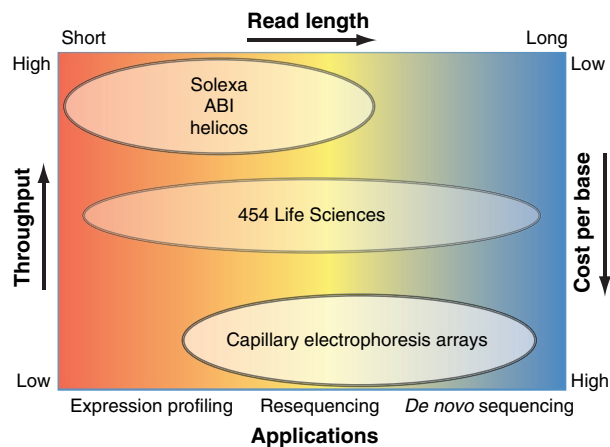 Read length
Short
Long
High
Low
Solexa
ABI
helicos
Throughput
454 Life Sciences
Cost per base
Capillary electrophoresis arrays
Low
High
Expression profiling
Resequencing
De novo sequencing
Applications